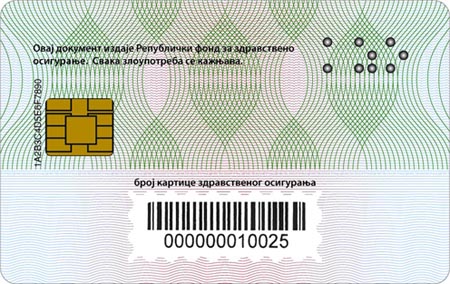 Овај документ издаје Републички фонд за здравствено
осигурање. Свака злоупотреба се кажњава.
1A2B3C4D5E6F7890
број картице здравственог осигурања
000000010025